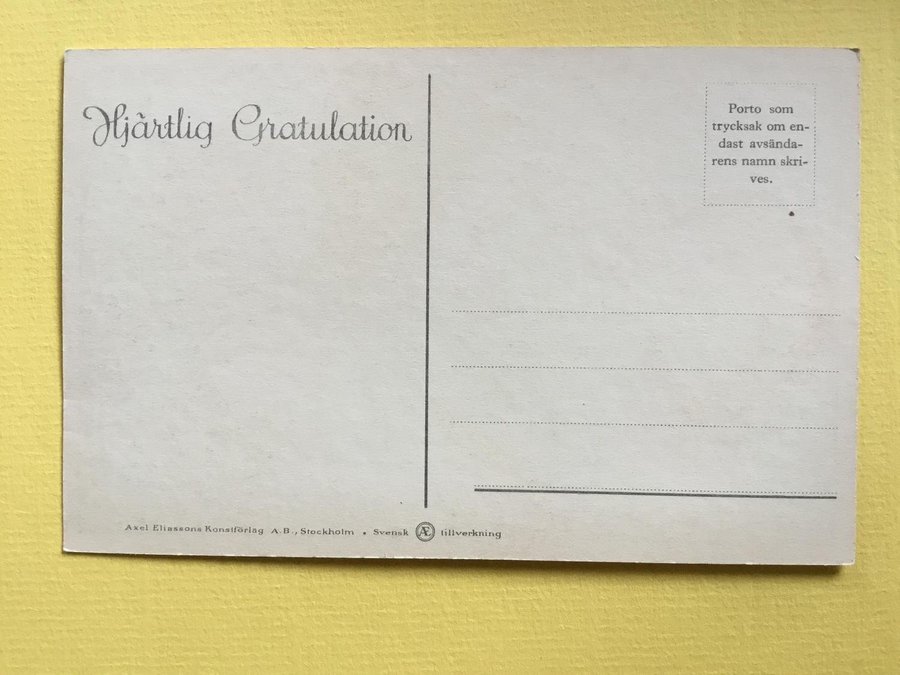 Hjärtlig Gratulation
Porto som
trycksak om en-
dast avsända-
rens namn skri-
ves.
Axel Eliassons Konstförlag A.B., Stockholm • Svensk Æ tillverkning